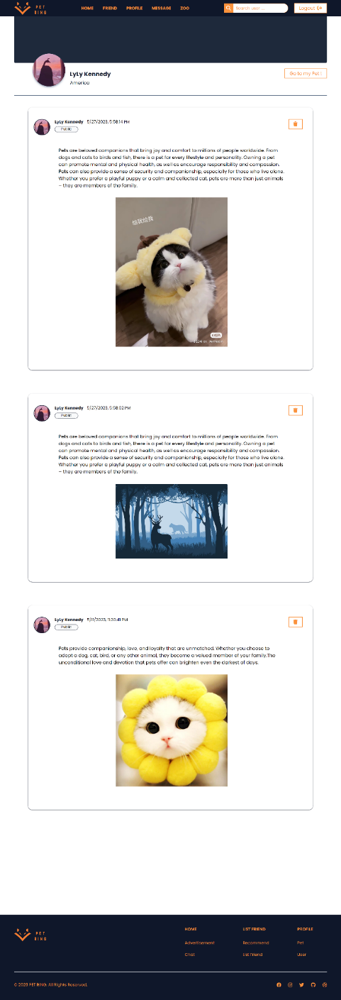 PET
BING
HOME FRIEND PROFILE MESSAGE ZOO
Search user ...
Logout
LyLy Kennedy
America
Go to my Pet !
LyLy Kennedy 5/27/2023, 5:58:14 PM
Public
Pets are beloved companions that bring joy and comfort to millions of people worldwide. From
dogs and cats to birds and fish, there is a pet for every lifestyle and personality. Owning a pet
can promote mental and physical health, as well as encourage responsibility and compassion.
Pets can also provide a sense of security and companionship, especially for those who live alone.
Whether you prefer a playful puppy or a calm and collected cat, pets are more than just animals
– they are members of the family.
给我给我
LyLy Kennedy 5/27/2023, 5:58:02 PM
Public
Pets are beloved companions that bring joy and comfort to millions of people worldwide. From
dogs and cats to birds and fish, there is a pet for every lifestyle and personality. Owning a pet
can promote mental and physical health, as well as encourage responsibility and compassion.
Pets can also provide a sense of security and companionship, especially for those who live alone.
Whether you prefer a playful puppy or a calm and collected cat, pets are more than just animals
– they are members of the family.
LyLy Kennedy 5/11/2023, 11:30:41 PM
Public
Pets provide companionship, love, and loyalty that are unmatched. Whether you choose to
adopt a dog, cat, bird, or any other animal, they become a valued member of your family.The
unconditional love and devotion that pets offer can brighten even the darkest of days.
PET
BING
HOME LIST FRIEND PROFILE
Advertisement Recommend Pet
Chat List Friend User
© 2023 PET BING. All Rights Reserved.